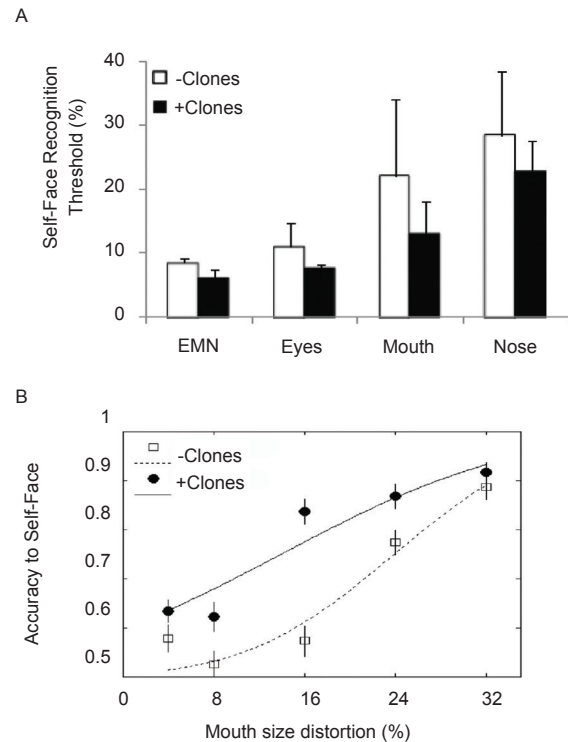 A
Self-Face Recognition
Threshold (%)
40
30
20
10
0
-Clones
+Clones
EMN Eyes Mouth Nose
B
Accuracy to Self-Face
1
0.9
0.8
0.7
0.6
0.5
-Clones
+Clones
0 8 16 24 32
Mouth size distortion (%)